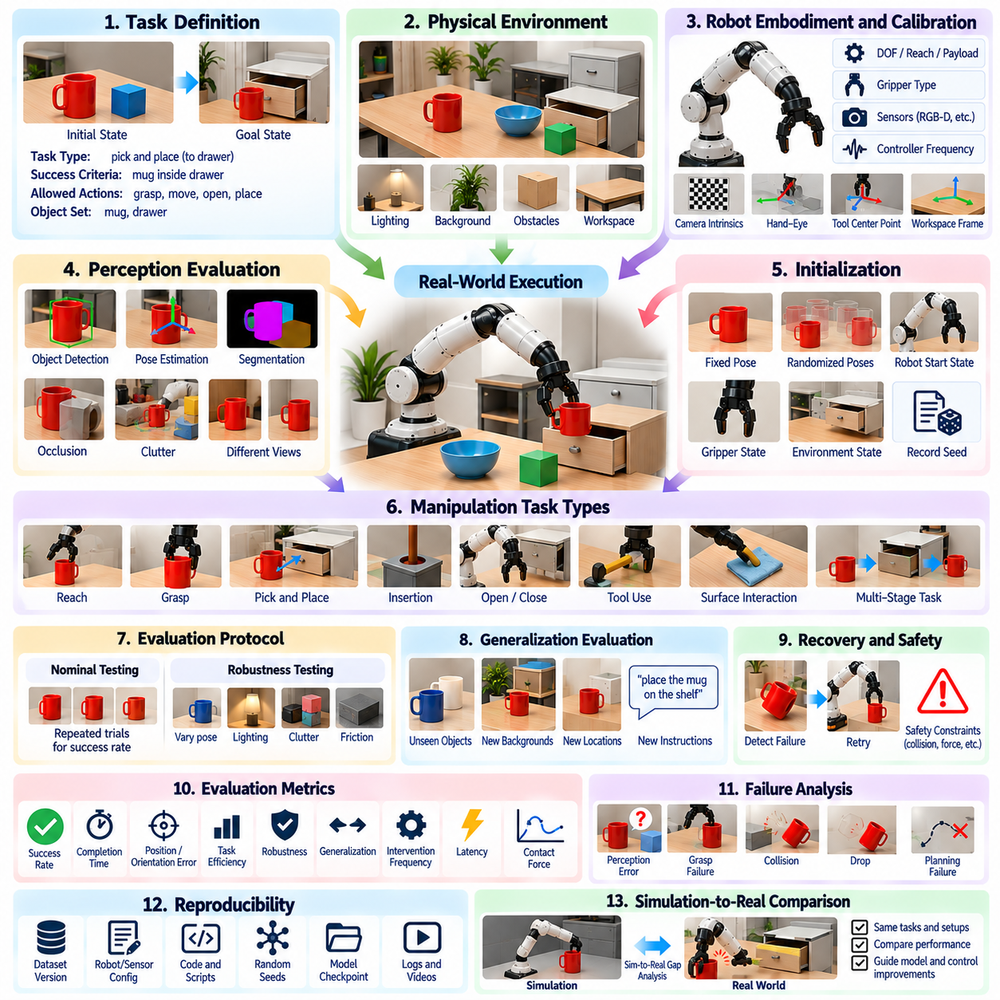 1. Task Definition
Initial State
Goal State
Task Type: pick and place (to drawer)
Success Criteria: mug inside drawer
Allowed Actions: grasp, move, open, place
Object Set: mug, drawer
2. Physical Environment
Lighting
Background
Obstacles
Workspace
3. Robot Embodiment and Calibration
DOF / Reach / Payload
Gripper Type
Sensors (RGB-D, etc.)
Controller Frequency
Camera Intrinsics
Hand-Eye
Tool Center Point
Workspace Frame
Real-World Execution
4. Perception Evaluation
Object Detection
Pose Estimation
Segmentation
Occlusion
Clutter
Different Views
5. Initialization
Fixed Pose
Randomized Poses
Robot Start State
Gripper State
Environment State
Record Seed
6. Manipulation Task Types
Reach
Grasp
Pick and Place
Insertion
Open / Close
Tool Use
Surface Interaction
Multi-Stage Task
7. Evaluation Protocol
Nominal Testing
Repeated trials
for success rate
Robustness Testing
Vary pose
Lighting
Clutter
Friction
8. Generalization Evaluation
Unseen Objects
New Backgrounds
New Locations
"place the mug
on the shelf"
New Instructions
9. Recovery and Safety
Detect Failure
Retry
Safety Constraints
(collision, force, etc.)
10. Evaluation Metrics
Success
Rate
Completion
Time
Position /
Orientation Error
Task
Efficiency
Robustness
Generalization
Intervention
Frequency
Latency
Contact
Force
11. Failure Analysis
?
Perception
Error
Grasp
Failure
Collision
Drop
Planning
Failure
12. Reproducibility
Dataset
Version
Robot/Sensor
Config
Code and
Scripts
Random
Seeds
Model
Checkpoint
Logs and
Videos
13. Simulation-to-Real Comparison
Simulation
Sim-to-Real Gap
Analysis
Real World
Same tasks and setups
Compare performance
Guide model and control
improvements